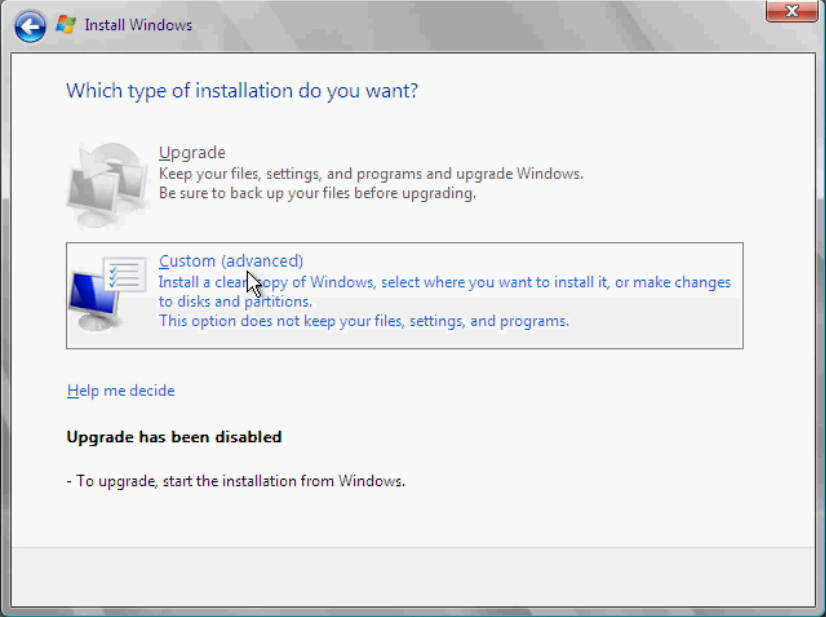 Install Windows
Which type of installation do you want?
Upgrade
Keep your files, settings, and programs and upgrade Windows.
Be sure to back up your files before upgrading.
Custom (advanced)
Install a clean copy of Windows, select where you want to install it, or make changes
to disks and partitions.
This option does not keep your files, settings, and programs.
Help me decide
Upgrade has been disabled
- To upgrade, start the installation from Windows.